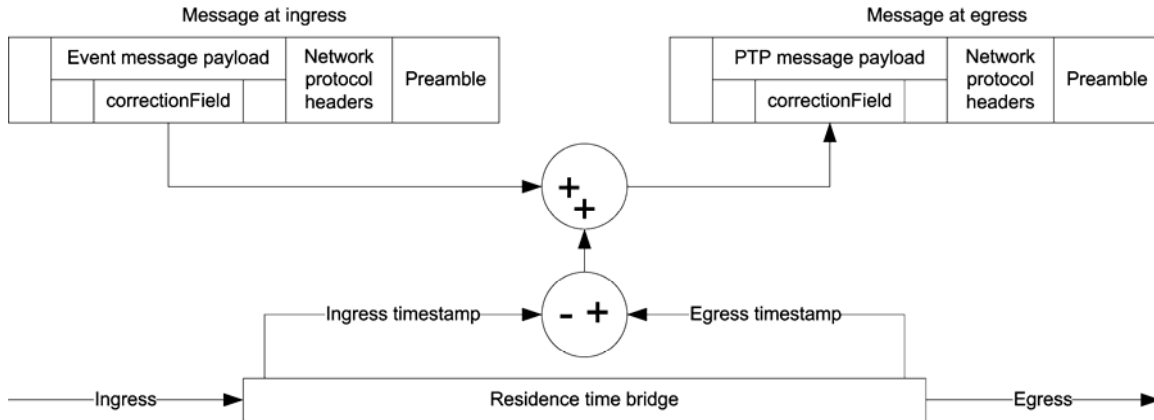 Message at ingress
Message at egress
Event message payload
correctionField
Network
protocol
headers
Preamble
PTP message payload
correctionField
Network
protocol
headers
Preamble
+
+
Ingress timestamp
- +
Egress timestamp
Ingress
Residence time bridge
Egress